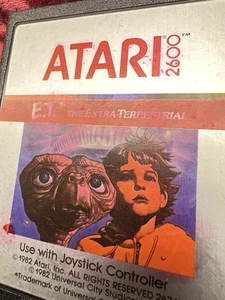 ATARI™
2600
E.T. THE EXTRA TERRESTRIAL
Use with Joystick Controller
© 1982 Atari, Inc. ALL RIGHTS RESERVED
© 1982 Universal City Studios
*Trademark of Universal